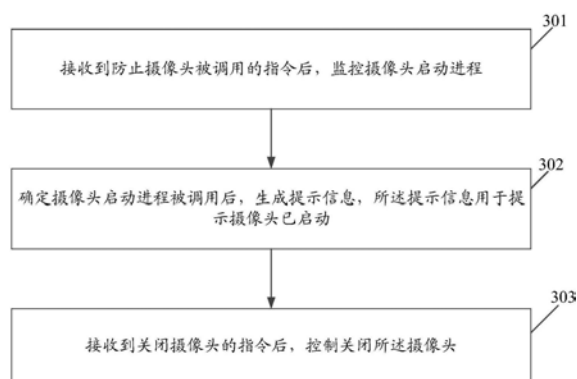 301
接收到防止摄像头被调用的指令后，监控摄像头启动进程
302
确定摄像头启动进程被调用后，生成提示信息，所述提示信息用于提
示摄像头已启动
303
接收到关闭摄像头的指令后，控制关闭所述摄像头